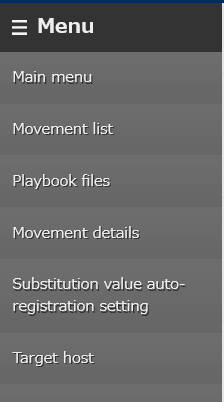 Menu
Main menu
Movement list
Playbook files
Movement details
Substitution value auto-
registration setting
Target host